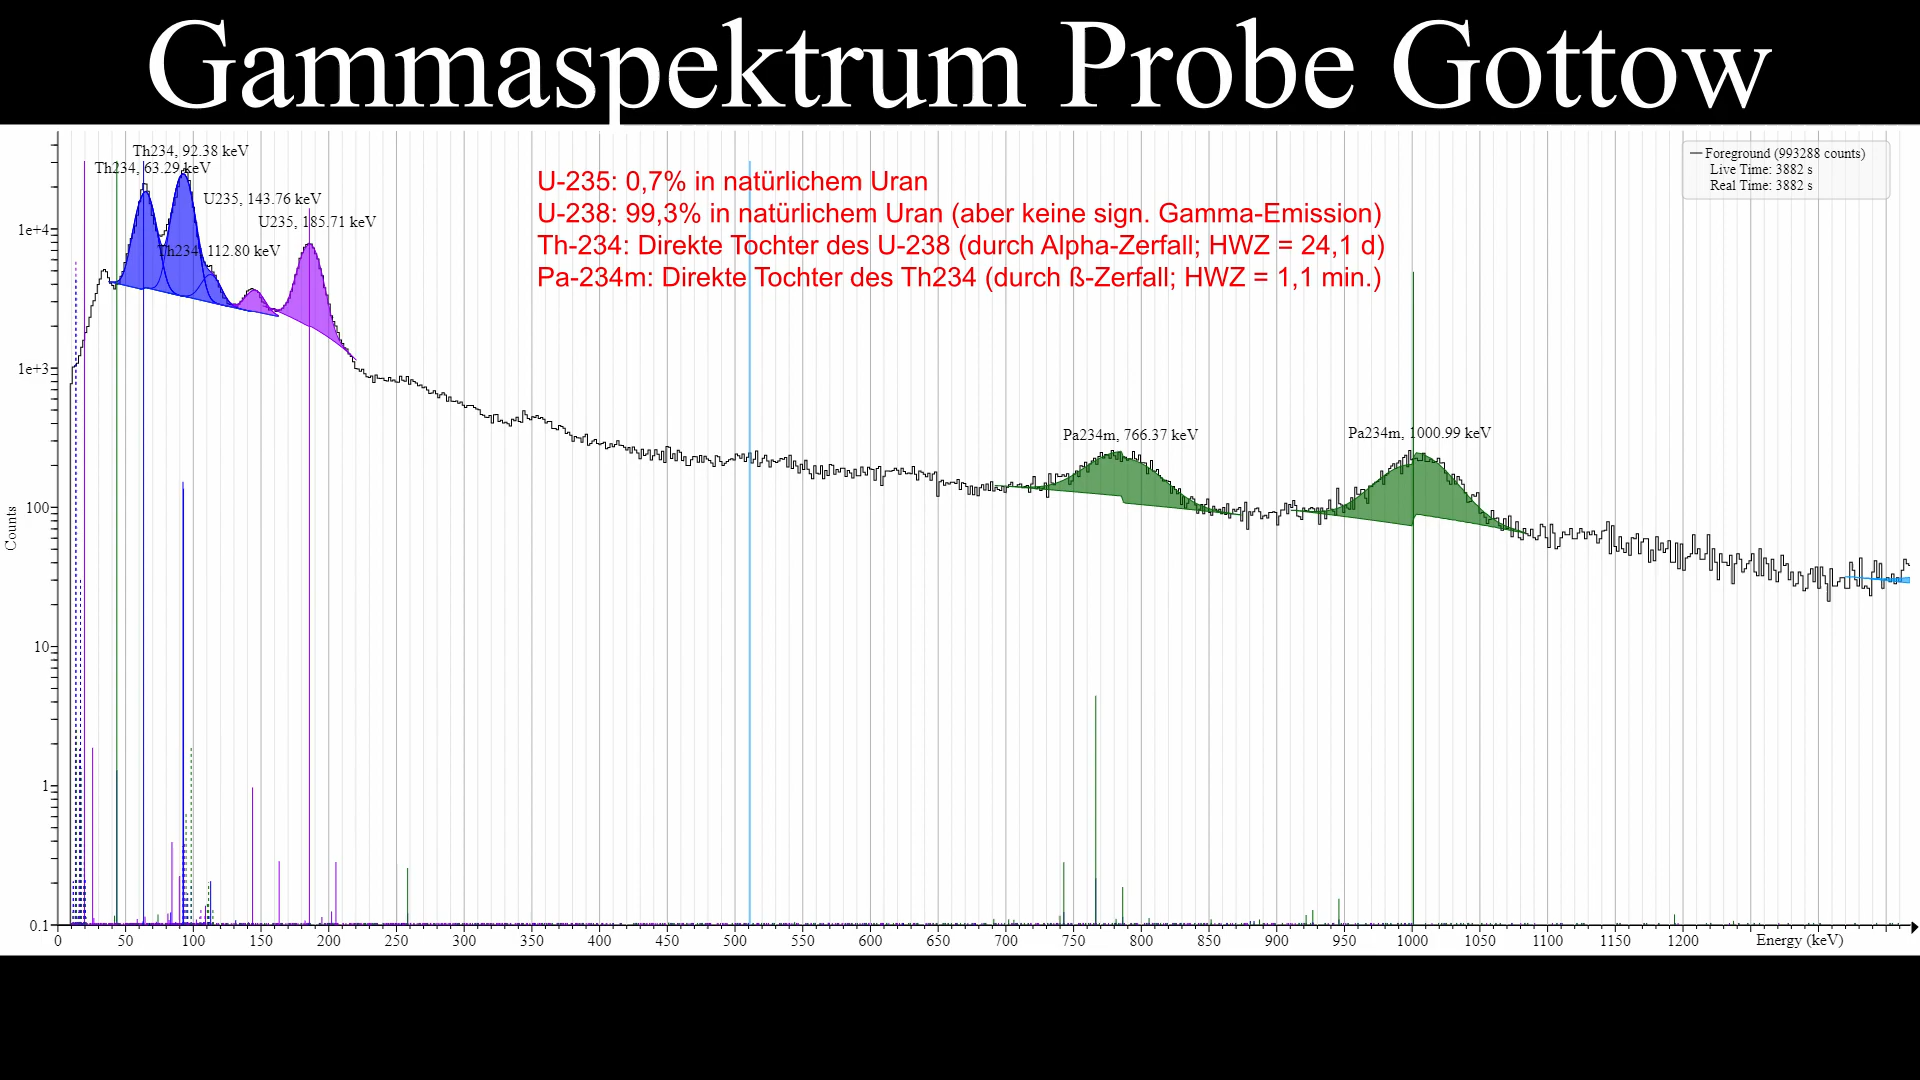 Gammaspektrum Probe Gottow
Th234, 92.38 keV
Th234, 63.29 keV
U235, 143.76 keV
U235, 185.71 keV
Th234, 112.80 keV
U-235: 0,7% in natürlichem Uran
U-238: 99,3% in natürlichem Uran (aber keine sign. Gamma-Emission)
Th-234: Direkte Tochter des U-238 (durch Alpha-Zerfall; HWZ = 24,1 d)
Pa-234m: Direkte Tochter des Th234 (durch ß-Zerfall; HWZ = 1,1 min.)
Foreground (993288 counts)
Live Time: 3882 s
Real Time: 3882 s
Pa234m, 766.37 keV
Pa234m, 1000.99 keV
Counts
1e+4
1e+3
100
10
1
0.1
0 50 100 150 200 250 300 350 400 450 500 550 600 650 700 750 800 850 900 950 1000 1050 1100 1150 1200 Energy (keV)